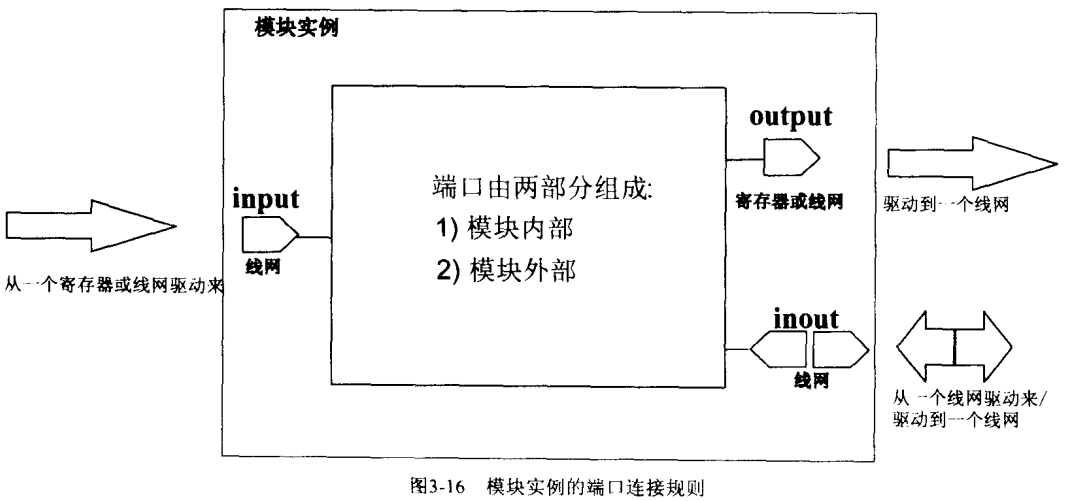 模块实例
output
端口由两部分组成:
input
寄存器或线网
驱动到一个线网
1) 模块内部
线网
2) 模块外部
从一个寄存器或线网驱动来
inout
线网
从一个线网驱动来/
驱动到一个线网
图3-16 模块实例的端口连接规则